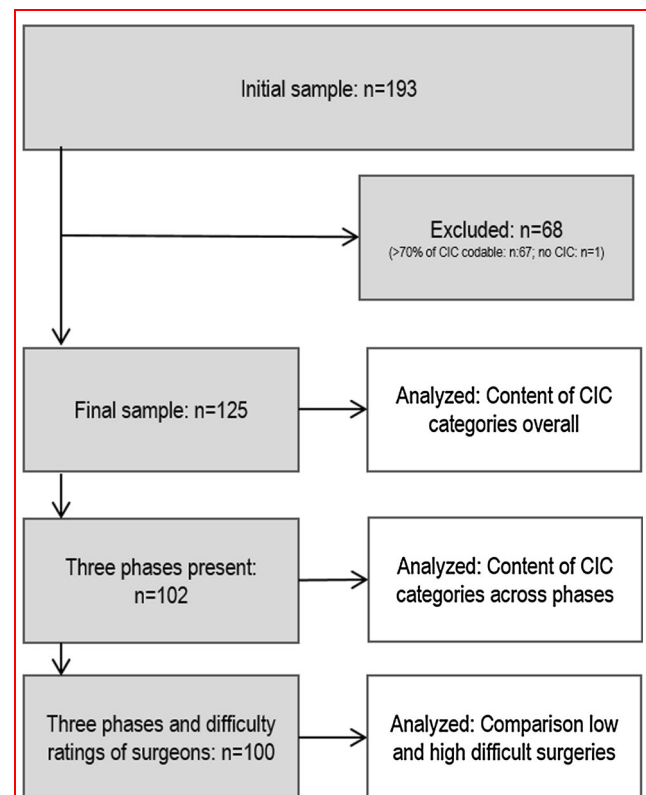 Initial sample: n=193
Excluded: n=68
(>70% of CIC codable: n:67; no CIC: n=1)
Final sample: n=125
Analyzed: Content of CIC
categories overall
Three phases present:
n=102
Analyzed: Content of CIC
categories across phases
Three phases and difficulty
ratings of surgeons: n=100
Analyzed: Comparison low
and high difficult surgeries